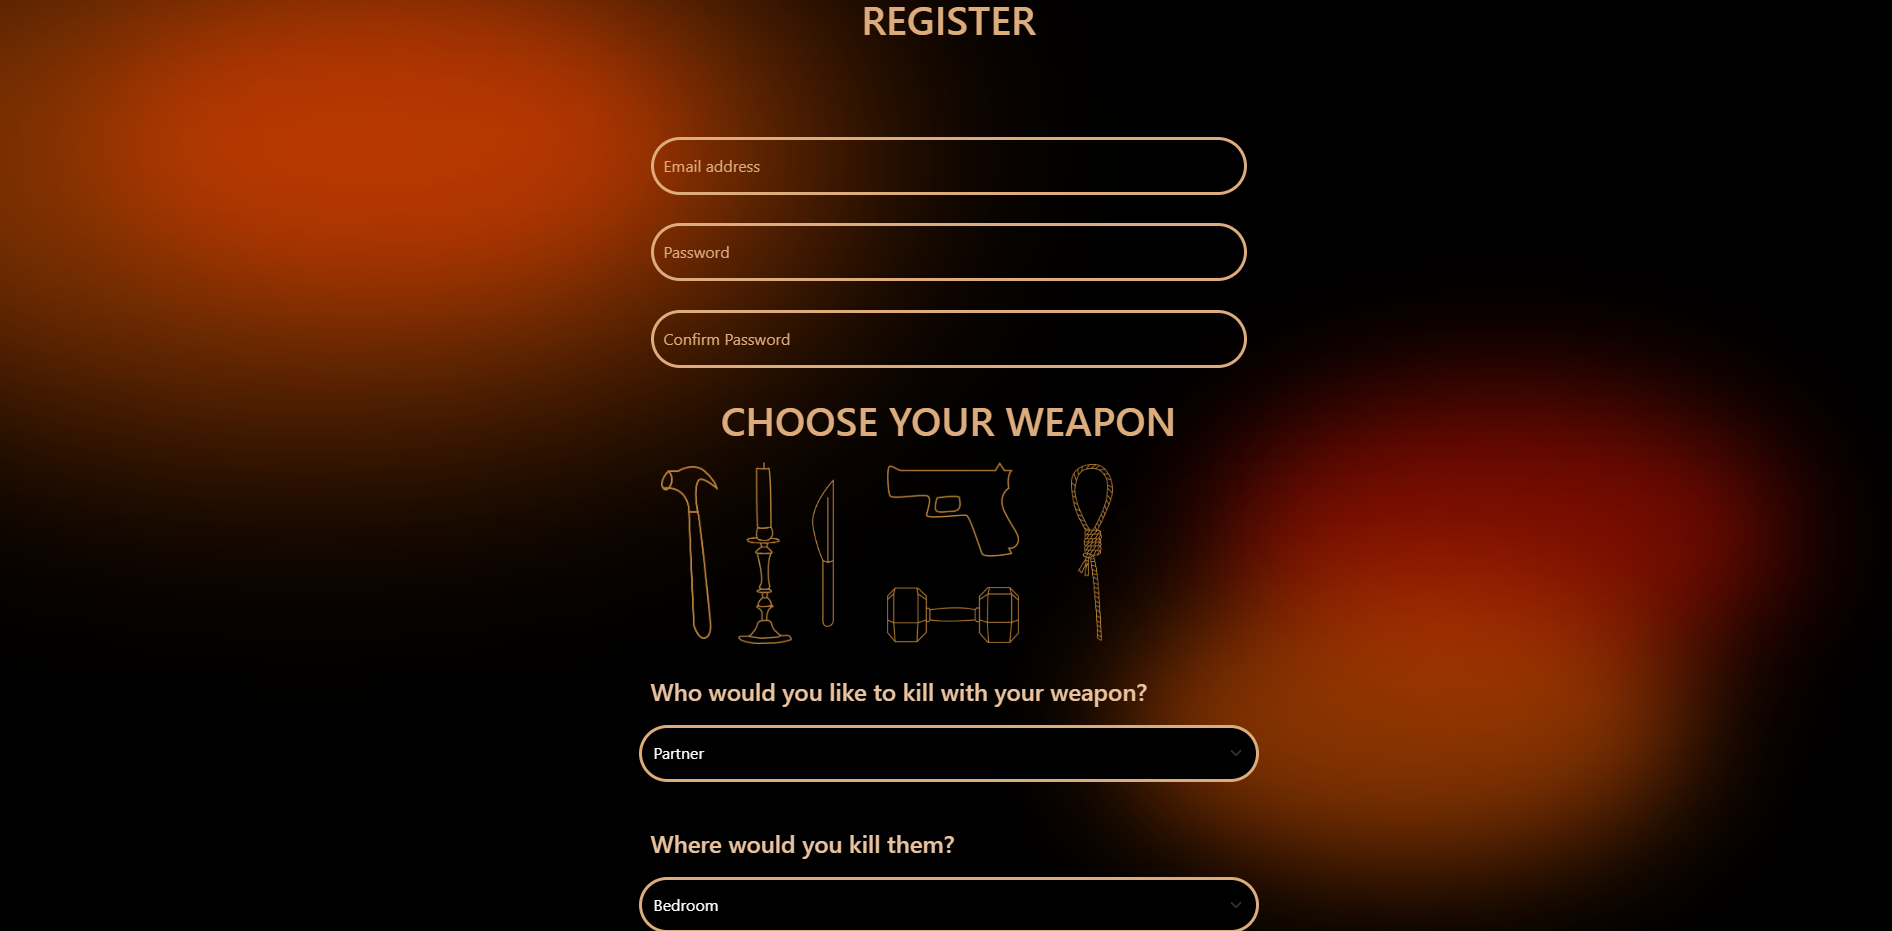 REGISTER
Email address
Password
Confirm Password
CHOOSE YOUR WEAPON
Who would you like to kill with your weapon?
Partner
Where would you kill them?
Bedroom